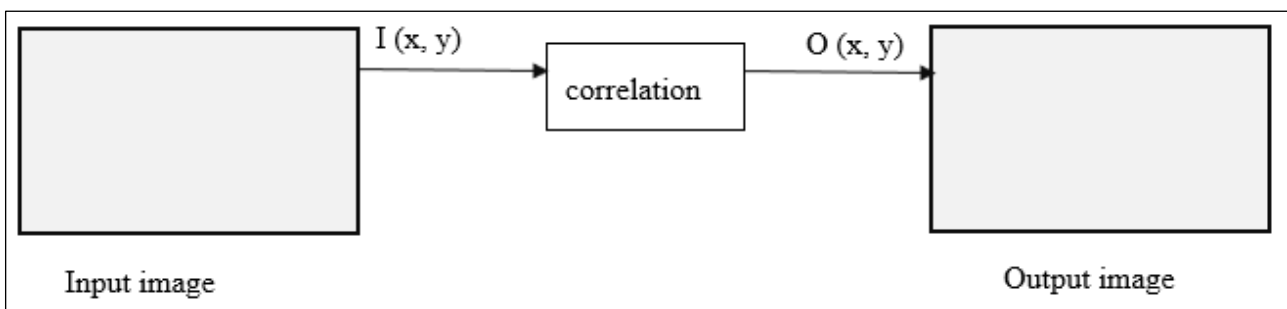 I (x, y)
O (x, y)
correlation
Input image
Output image